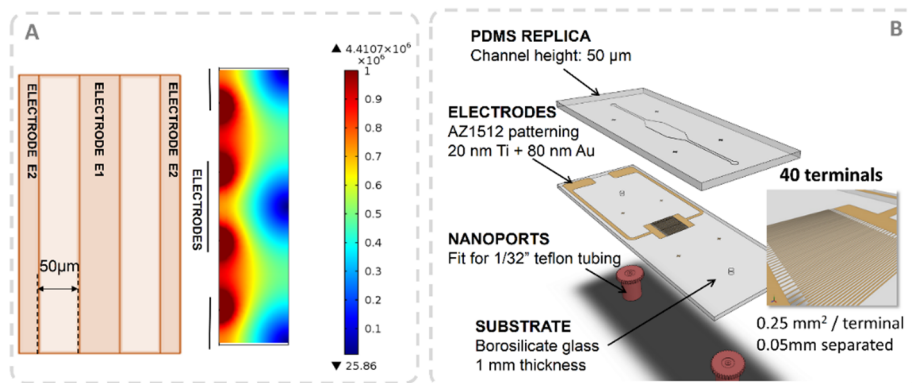 A
ELECTRODE E2
ELECTRODE E1
ELECTRODE E2
50µm
ELECTRODES
▲ 4.4107×10⁶
×10⁶
1
0.9
0.8
0.7
0.6
0.5
0.4
0.3
0.2
0.1
▼ 25.86
B
PDMS REPLICA
Channel height: 50 µm
ELECTRODES
AZ1512 patterning
20 nm Ti + 80 nm Au
NANOPORTS
Fit for 1/32” teflon tubing
SUBSTRATE
Borosilicate glass
1 mm thickness
40 terminals
0.25 mm² / terminal
0.05mm separated